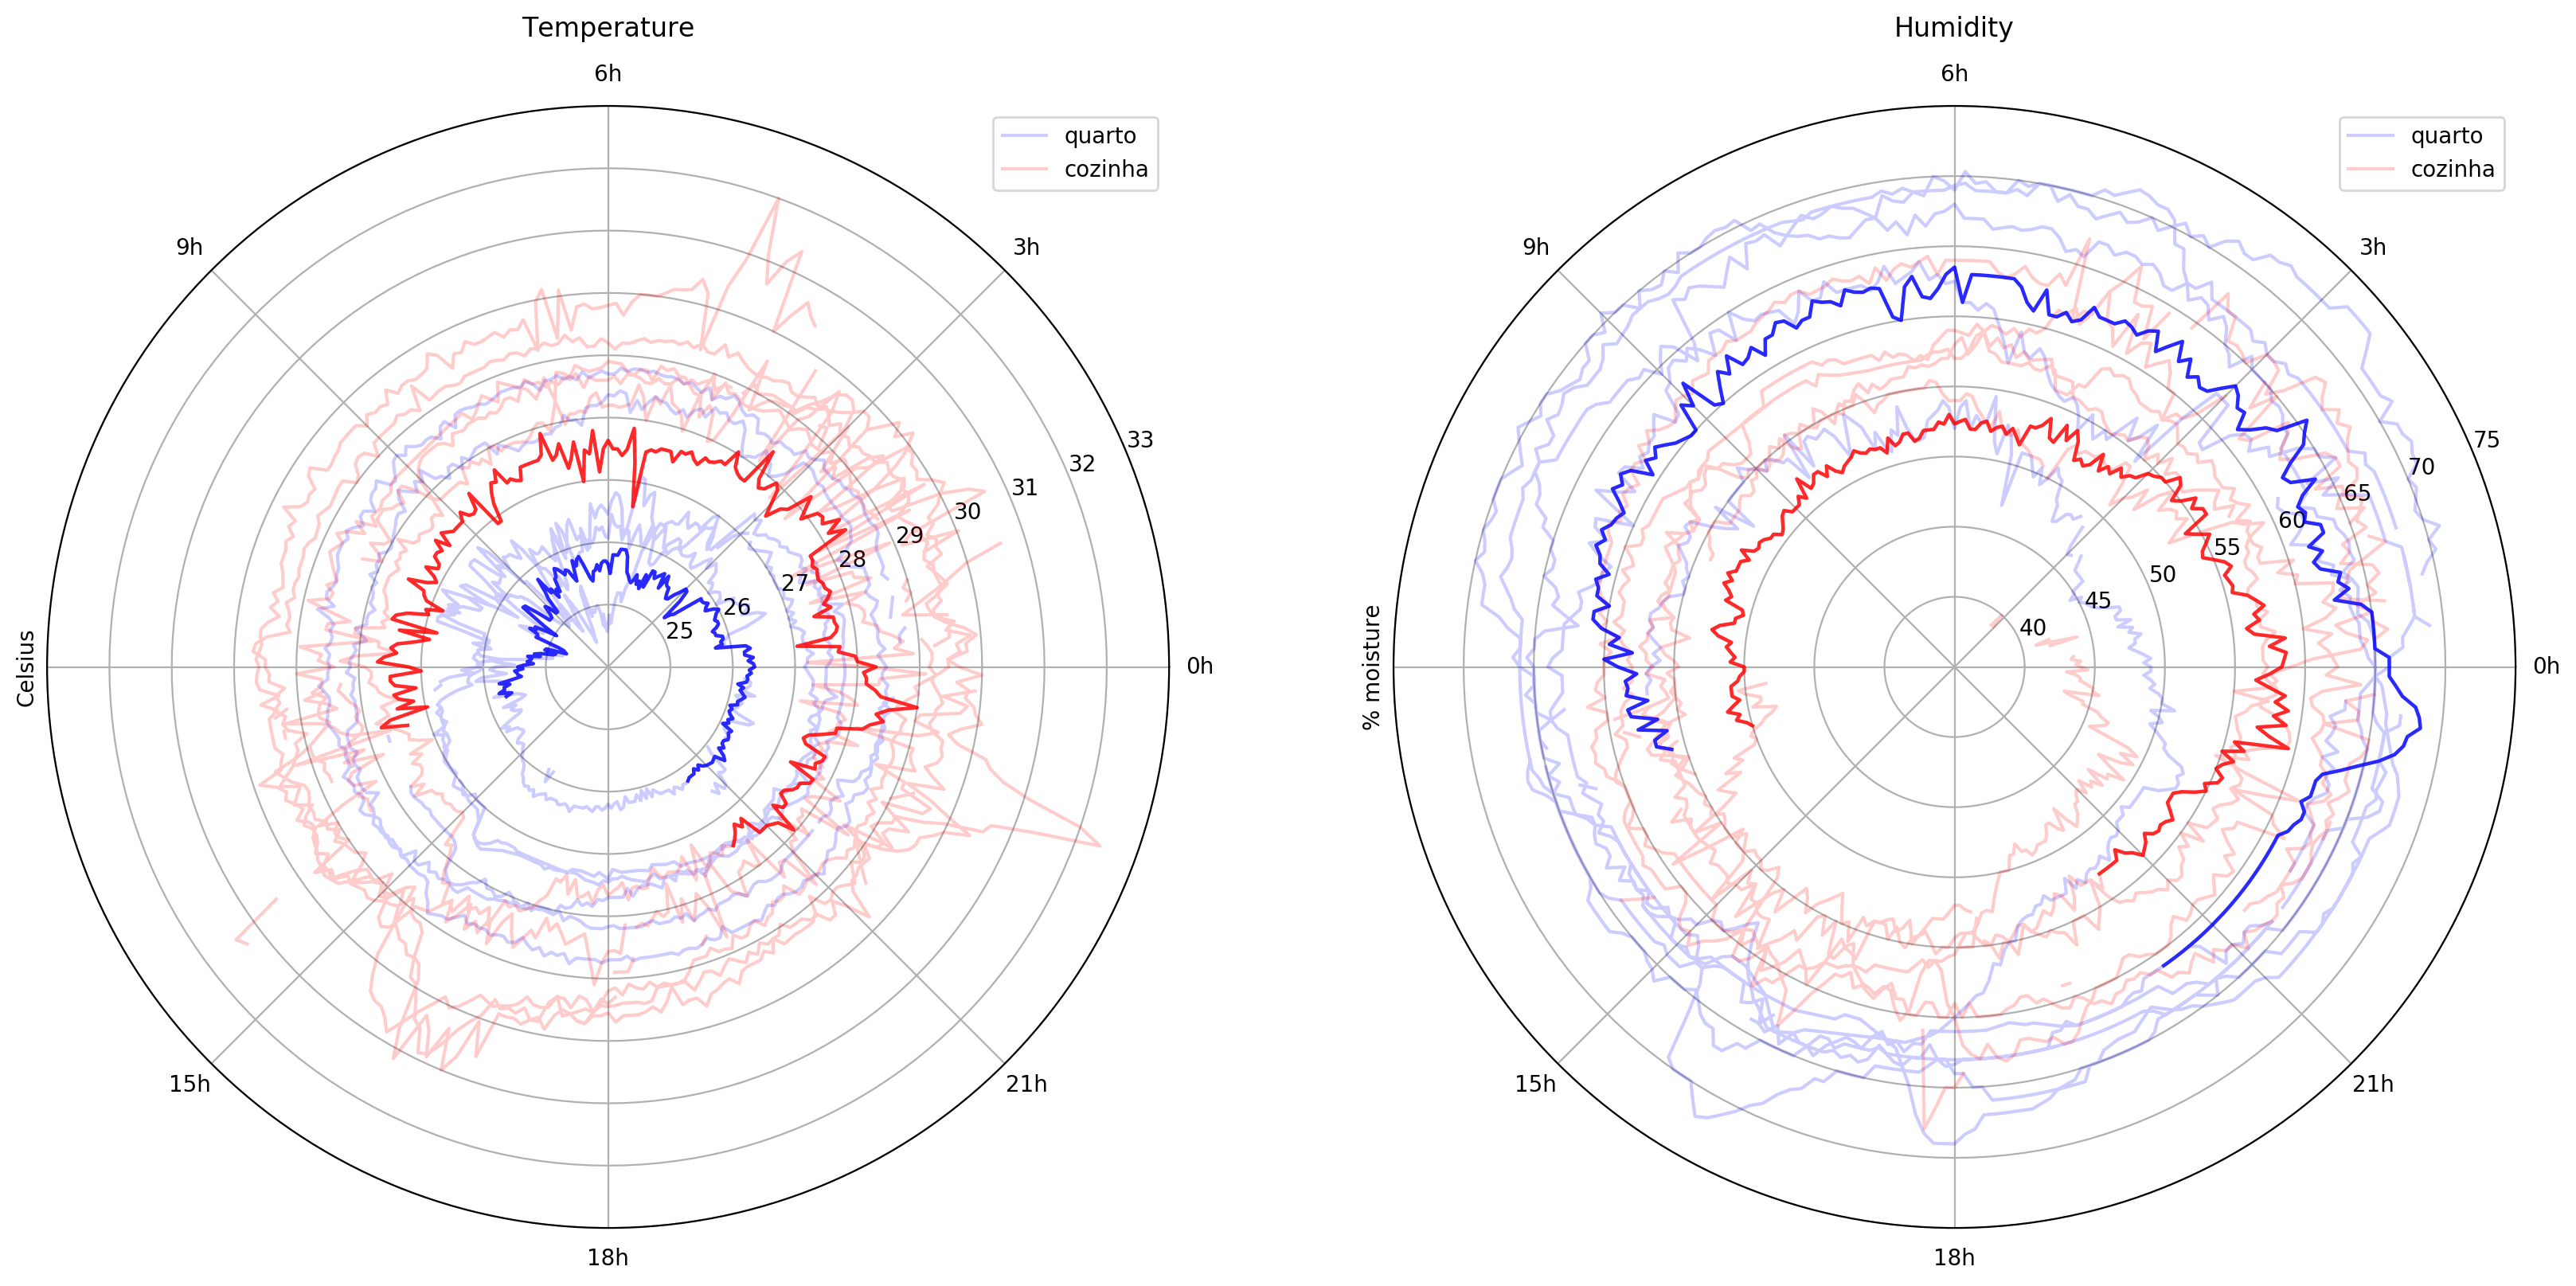 Temperature
6h
9h
3h
quarto
cozinha
33
32
31
30
29
28
27
26
25
Celsius
0h
15h
21h
18h
Humidity
6h
9h
3h
quarto
cozinha
75
70
65
60
55
50
45
40
% moisture
0h
15h
21h
18h